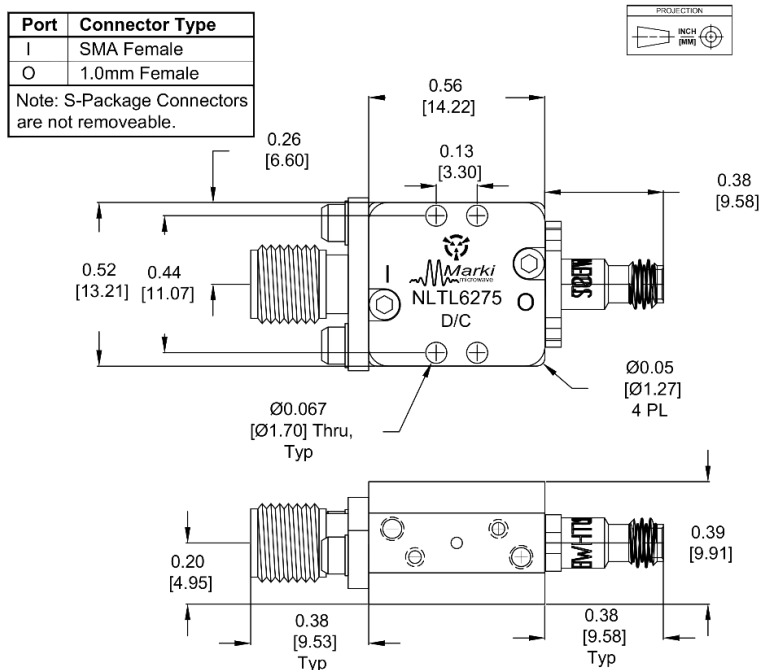 Port Connector Type
I SMA Female
O 1.0mm Female
Note: S-Package Connectors
are not removeable.
PROJECTION
INCH
[MM]
0.56
[14.22]
0.26
[6.60]
0.13
[3.30]
0.38
[9.58]
0.52
[13.21]
0.44
[11.07]
I
Marki
microwave
NLTL6275
D/C
O
Ø0.067
[Ø1.70] Thru,
Typ
Ø0.05
[Ø1.27]
4 PL
0.20
[4.95]
0.39
[9.91]
0.38
[9.53]
Typ
0.38
[9.58]
Typ